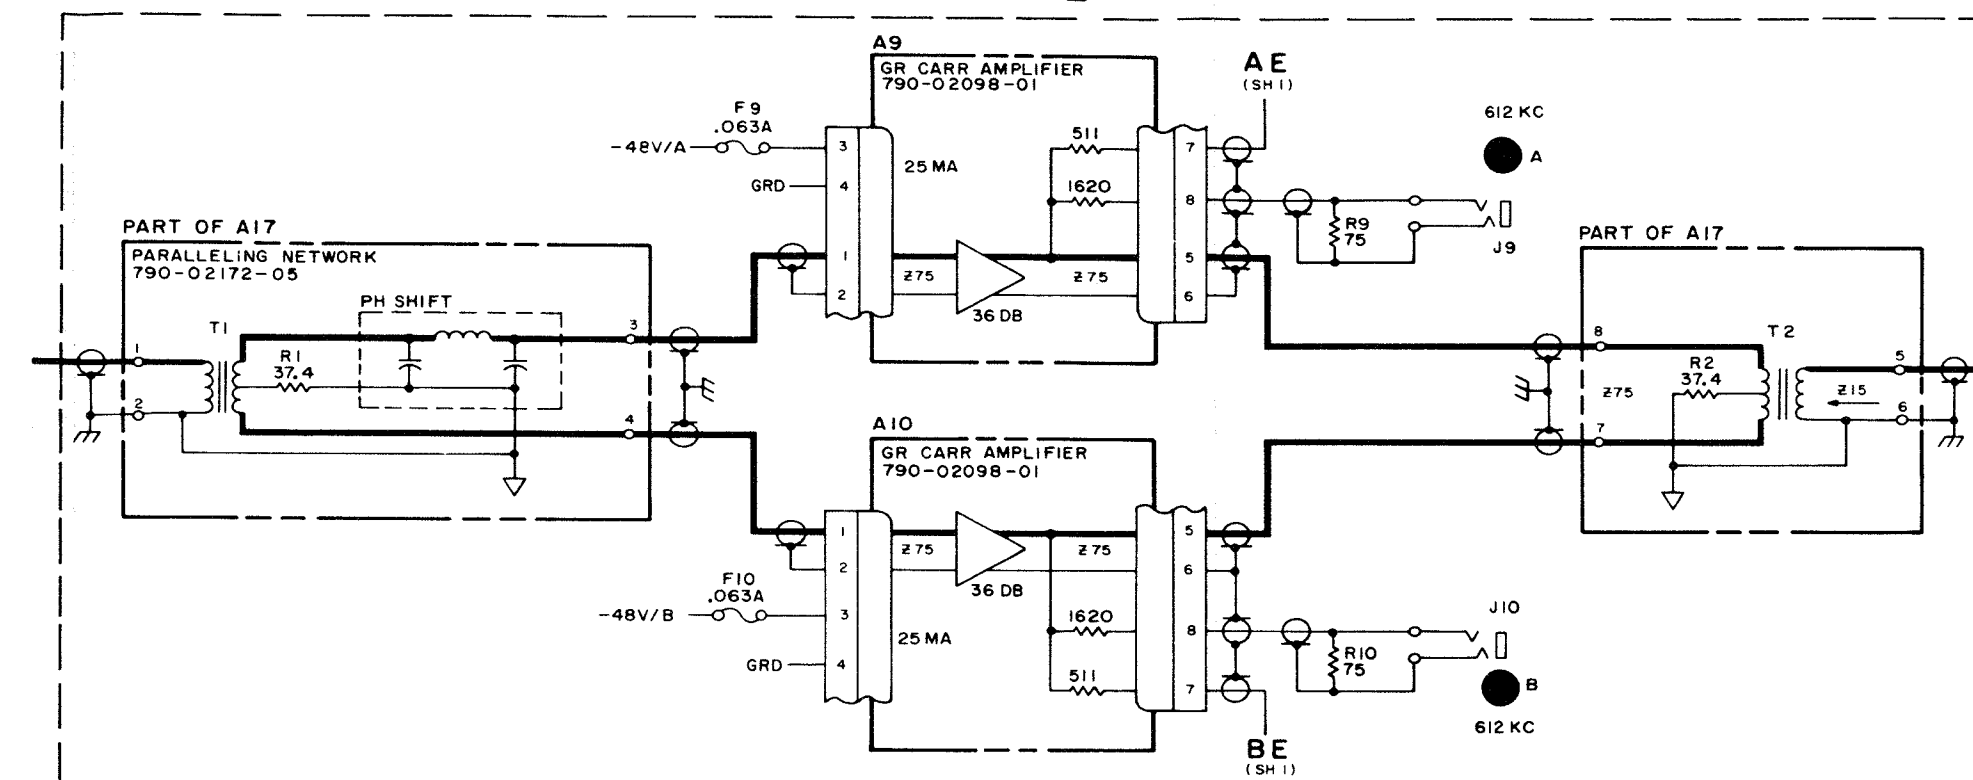 A9
GR CARR AMPLIFIER
790-02098-01
AE
(SH 1)
F9
.063A
-48V/A
3
25 MA
GRD
4
511
1620
7
8
612 KC
A
R9
75
J9
1
2
Z75
36 DB
Z75
5
6
PART OF A17
PARALLELING NETWORK
790-02172-05
PH SHIFT
T1
R1
37.4
1
2
3
4
PART OF A17
8
T2
R2
37.4
Z75
7
5
Z15
6
A10
GR CARR AMPLIFIER
790-02098-01
1
2
Z75
36 DB
Z75
5
6
F10
.063A
-48V/B
3
25 MA
GRD
4
1620
511
8
7
J10
R10
75
B
612 KC
BE
(SH 1)